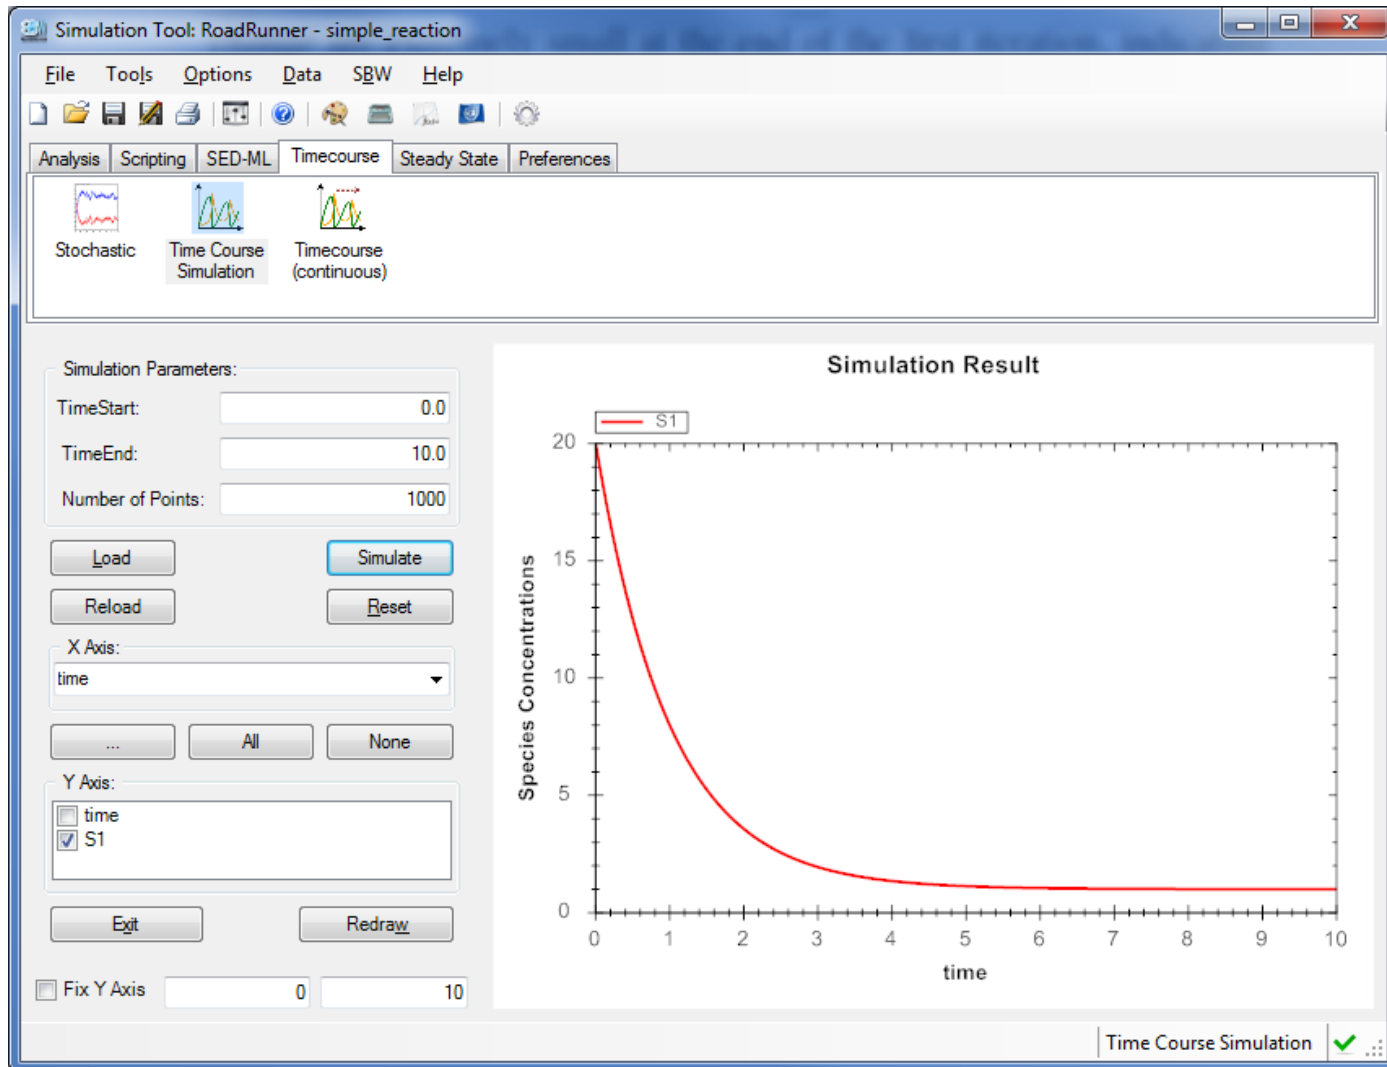 Simulation Tool: RoadRunner - simple_reaction
File Tools Options Data SBW Help
Analysis Scripting SED-ML Timecourse Steady State Preferences
Stochastic
Time Course
Simulation
Timecourse
(continuous)
Simulation Parameters:
TimeStart: 0.0
TimeEnd: 10.0
Number of Points: 1000
Load Simulate
Reload Reset
X Axis:
time
... All None
Y Axis:
time
S1
Exit Redraw
Fix Y Axis 0 10
Simulation Result
S1
20
15
10
5
0
Species Concentrations
0 1 2 3 4 5 6 7 8 9 10
time
Time Course Simulation